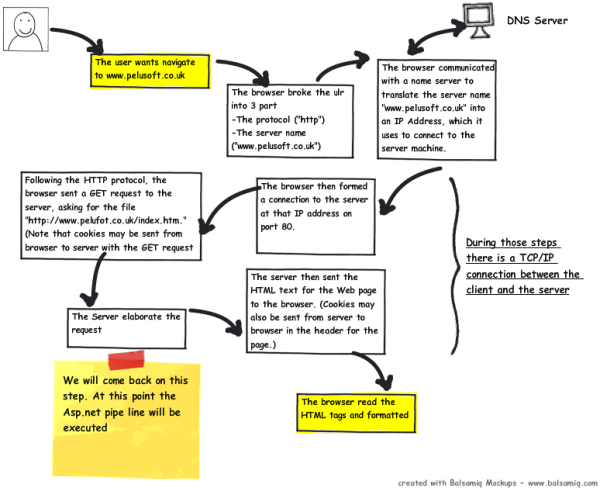 DNS Server
The user wants navigate
to www.pelusoft.co.uk
The browser broke the ulr
into 3 part
-The protocol ("http")
-The server name
("www.pelusoft.co.uk")
The browser communicated
with a name server to
translate the server name
"www.pelusoft.co.uk" into
an IP Address, which it
uses to connect to the
server machine.
Following the HTTP protocol, the
browser sent a GET request to the
server, asking for the file
"http://www.pelufot.co.uk/index.htm."
(Note that cookies may be sent from
browser to server with the GET request
The browser then formed
a connection to the server
at that IP address on
port 80.
During those steps
there is a TCP/IP
connection between the
client and the server
The Server elaborate the
request
The server then sent the
HTML text for the Web page
to the browser. (Cookies may
also be sent from server to
browser in the header for the
page.)
We will come back on this
step. At this point the
Asp.net pipe line will be
executed
The browser read the
HTML tags and formatted
created with Balsamiq Mockups - www.balsamiq.com